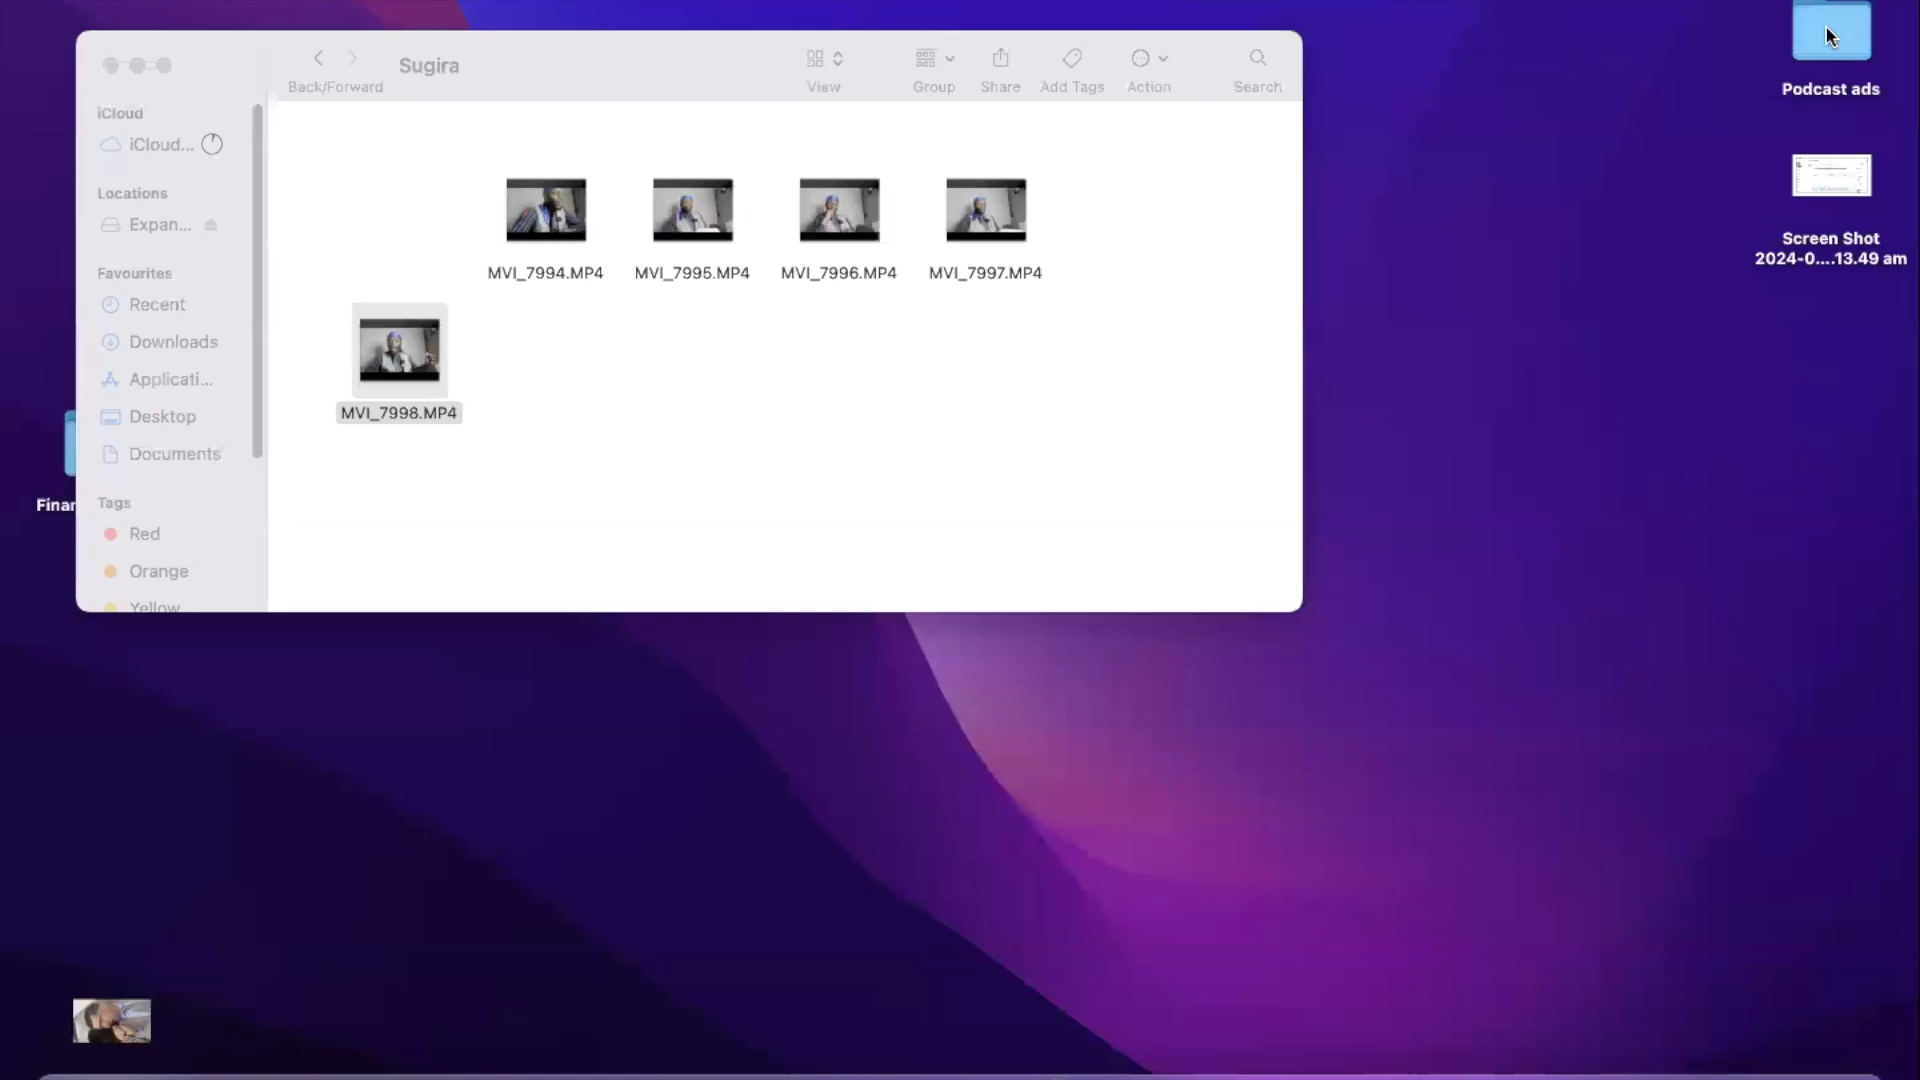 Sugira
Back/Forward
View
Group
Share
Add Tags
Action
Search
iCloud
iCloud...
Locations
Expan...
Favourites
Recent
Downloads
Applicati...
Desktop
Documents
Tags
Red
Orange
Yellow
MVI_7994.MP4
MVI_7995.MP4
MVI_7996.MP4
MVI_7997.MP4
MVI_7998.MP4
Finan
Podcast ads
Screen Shot
2024-0....13.49 am